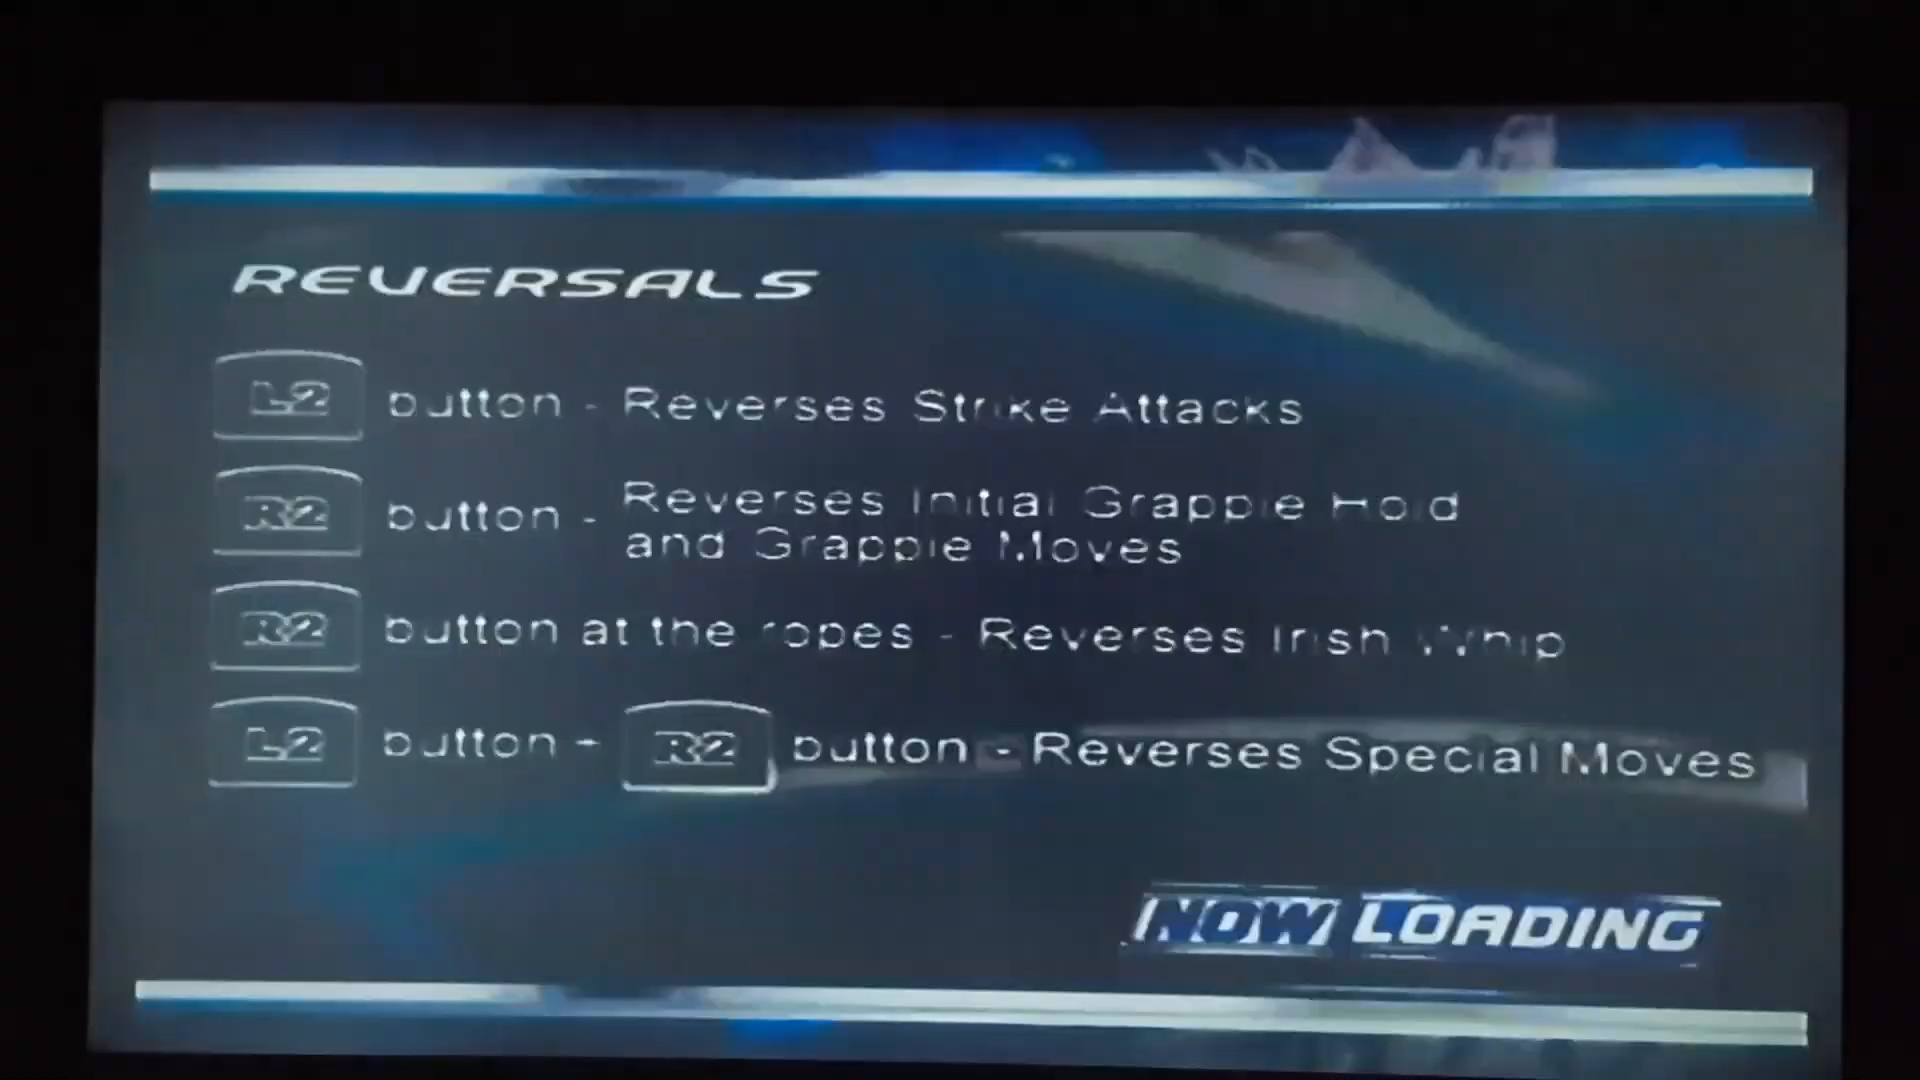 REVERSALS
L2 button - Reverses Strike Attacks
R2 button - Reverses Initial Grapple Hold
and Grapple Moves
R2 button at the ropes - Reverses Irish Whip
L2 button + R2 button - Reverses Special Moves
NOW LOADING